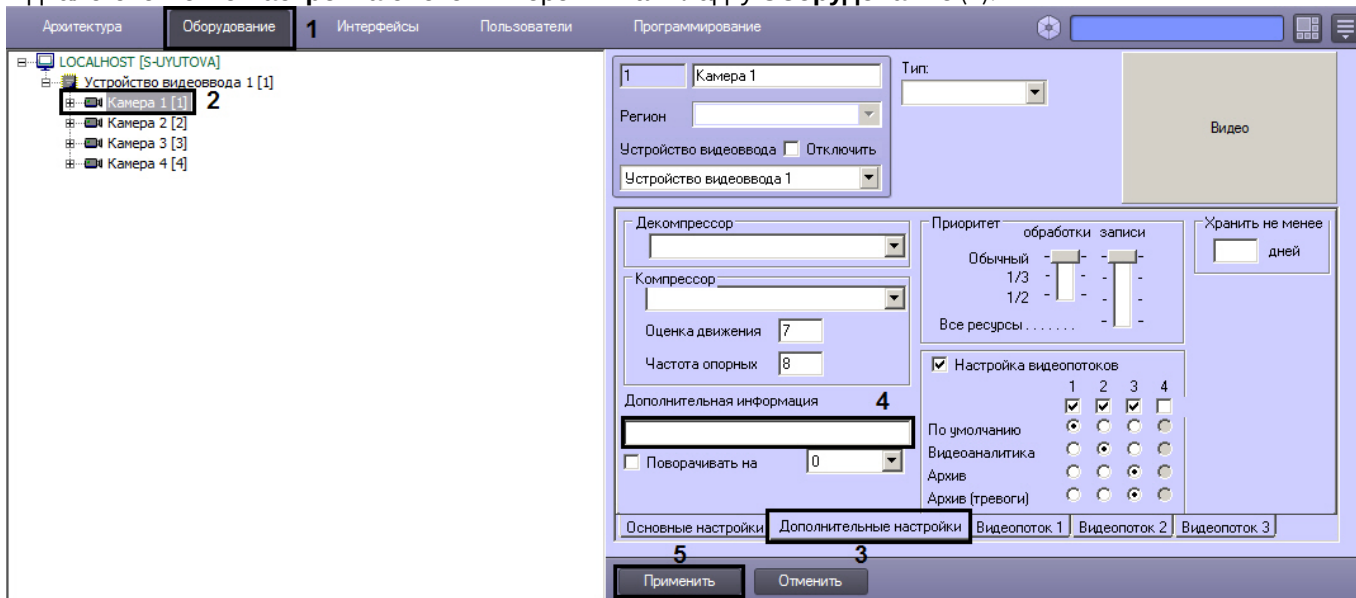 Архитектура Оборудование 1 Интерфейсы Пользователи Программирование
LOCALHOST [S-UYUTOVA]
Устройство видеоввода 1 [1]
Камера 1 [1] 2
Камера 2 [2]
Камера 3 [3]
Камера 4 [4]
1 Камера 1
Регион
Устройство видеоввода Отключить
Устройство видеоввода 1
Тип:
Видео
Декомпрессор
Компрессор
Оценка движения 7
Частота опорных 8
Дополнительная информация 4
Поворачивать на 0
Приоритет
обработки записи
Обычный
1/3
1/2
Все ресурсы . . . . . . .
Хранить не менее
дней
Настройка видеопотоков
1 2 3 4
По умолчанию
Видеоаналитика
Архив
Архив (тревоги)
Основные настройки Дополнительные настройки Видеопоток 1 Видеопоток 2 Видеопоток 3
5 3
Применить Отменить